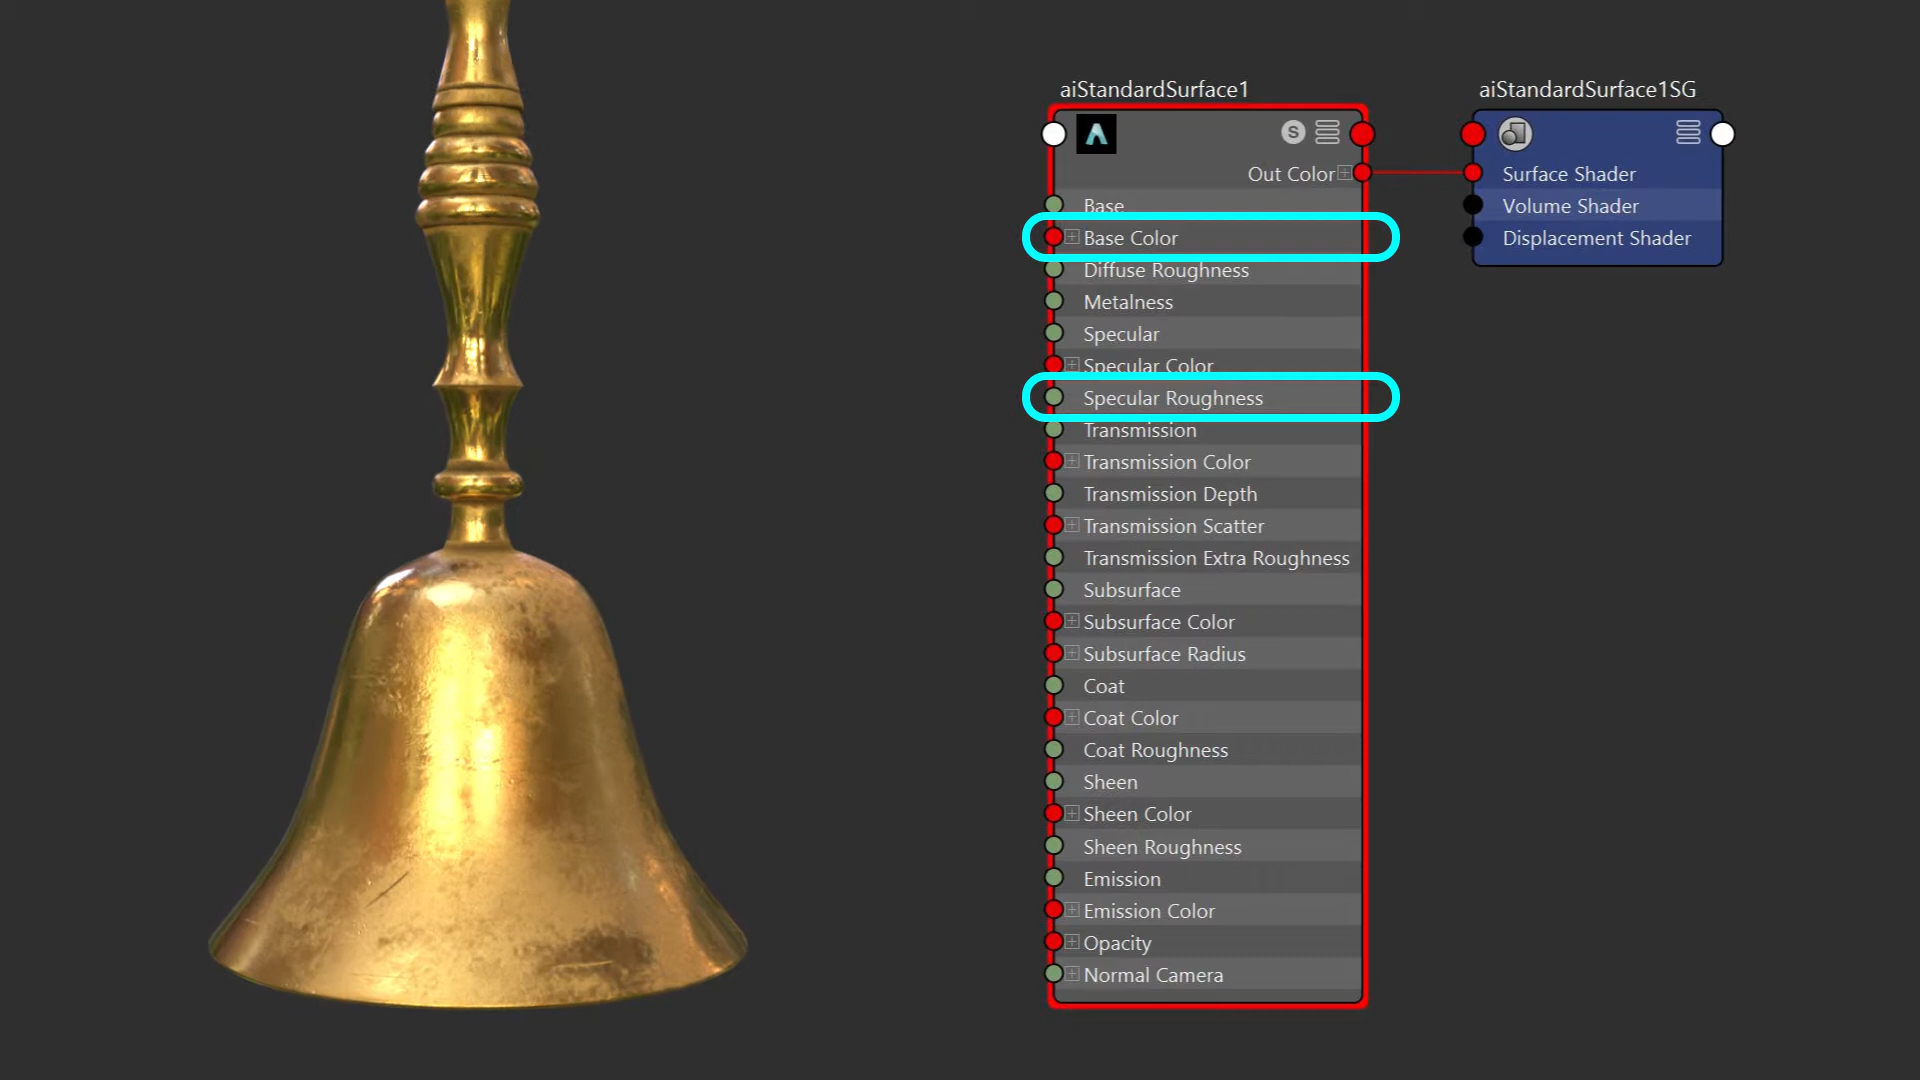 aiStandardSurface1
S
Out Color
Base
Base Color
Diffuse Roughness
Metalness
Specular
Specular Color
Specular Roughness
Transmission
Transmission Color
Transmission Depth
Transmission Scatter
Transmission Extra Roughness
Subsurface
Subsurface Color
Subsurface Radius
Coat
Coat Color
Coat Roughness
Sheen
Sheen Color
Sheen Roughness
Emission
Emission Color
Opacity
Normal Camera
aiStandardSurface1SG
Surface Shader
Volume Shader
Displacement Shader